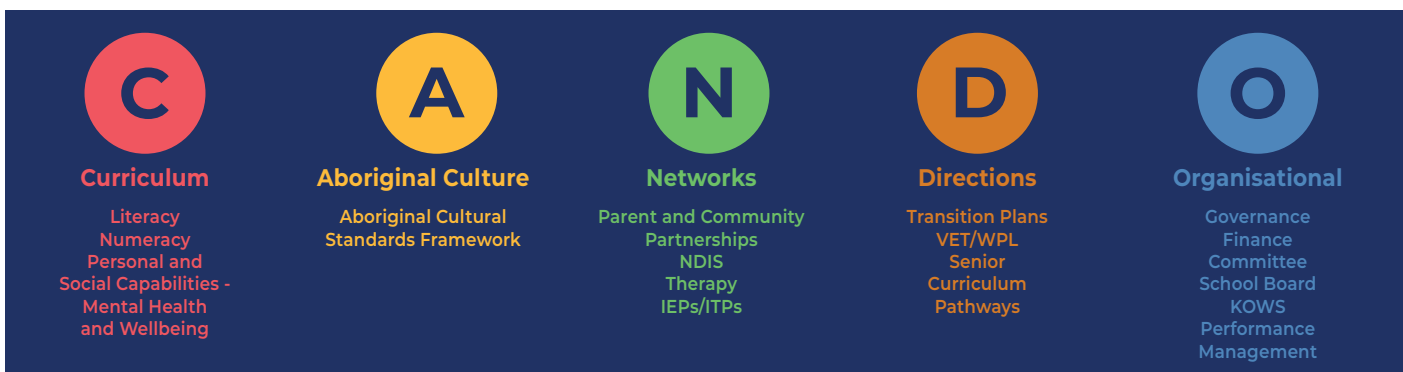 C
Curriculum
Literacy
Numeracy
Personal and
Social Capabilities -
Mental Health
and Wellbeing
A
Aboriginal Culture
Aboriginal Cultural
Standards Framework
N
Networks
Parent and Community
Partnerships
NDIS
Therapy
IEPs/ITPs
D
Directions
Transition Plans
VET/WPL
Senior
Curriculum
Pathways
O
Organisational
Governance
Finance
Committee
School Board
KOWS
Performance
Management